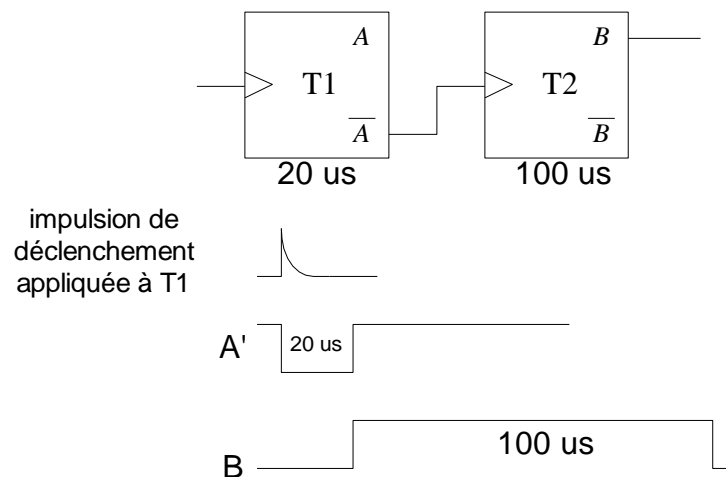 A
B
T1
T2
A
B
20 us
100 us
impulsion de
déclenchement
appliquée à T1
A'
20 us
100 us
B